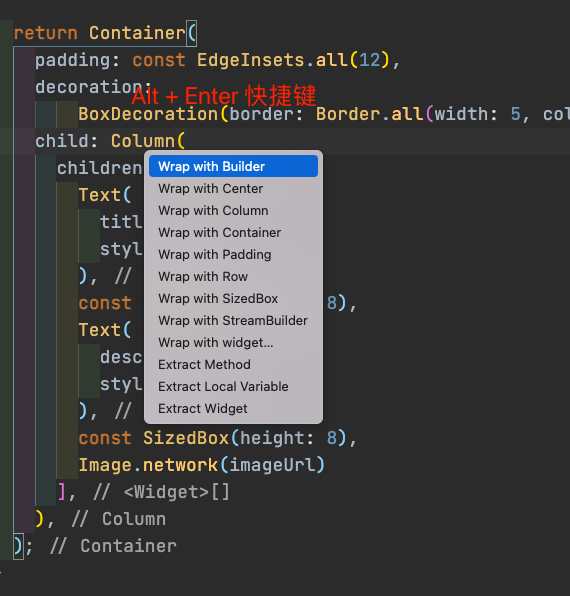 return Container(
padding: const EdgeInsets.all(12),
decoration:
Alt + Enter 快捷键
BoxDecoration(border: Border.all(width: 5, col
child: Column(
children
Wrap with Builder
Text(
Wrap with Center
titl
Wrap with Column
Wrap with Container
styl
Wrap with Padding
), //
Wrap with Row
const
Wrap with SizedBox
8),
Wrap with StreamBuilder
Text(
Wrap with widget...
desc
Extract Method
styl
Extract Local Variable
), //
Extract Widget
const SizedBox(height: 8),
Image.network(imageUrl)
], // <Widget>[]
), // Column
); // Container